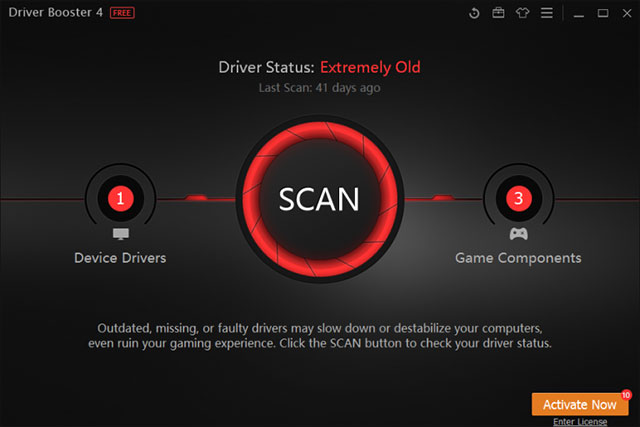 Driver Booster 4 FREE
Driver Status: Extremely Old
Last Scan: 41 days ago
SCAN
1
Device Drivers
3
Game Components
Outdated, missing, or faulty drivers may slow down or destabilize your computers,
even ruin your gaming experience. Click the SCAN button to check your driver status.
10
Activate Now
Enter License